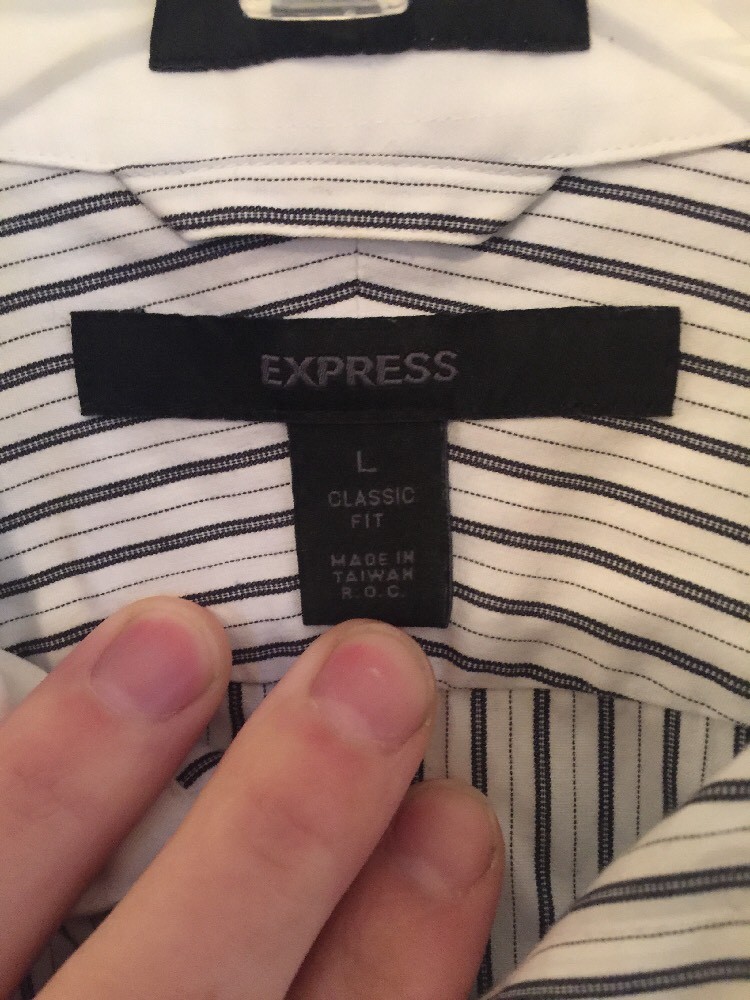 EXPRESS
L
CLASSIC
FIT
MADE IN
TAIWAN
R.O.C.